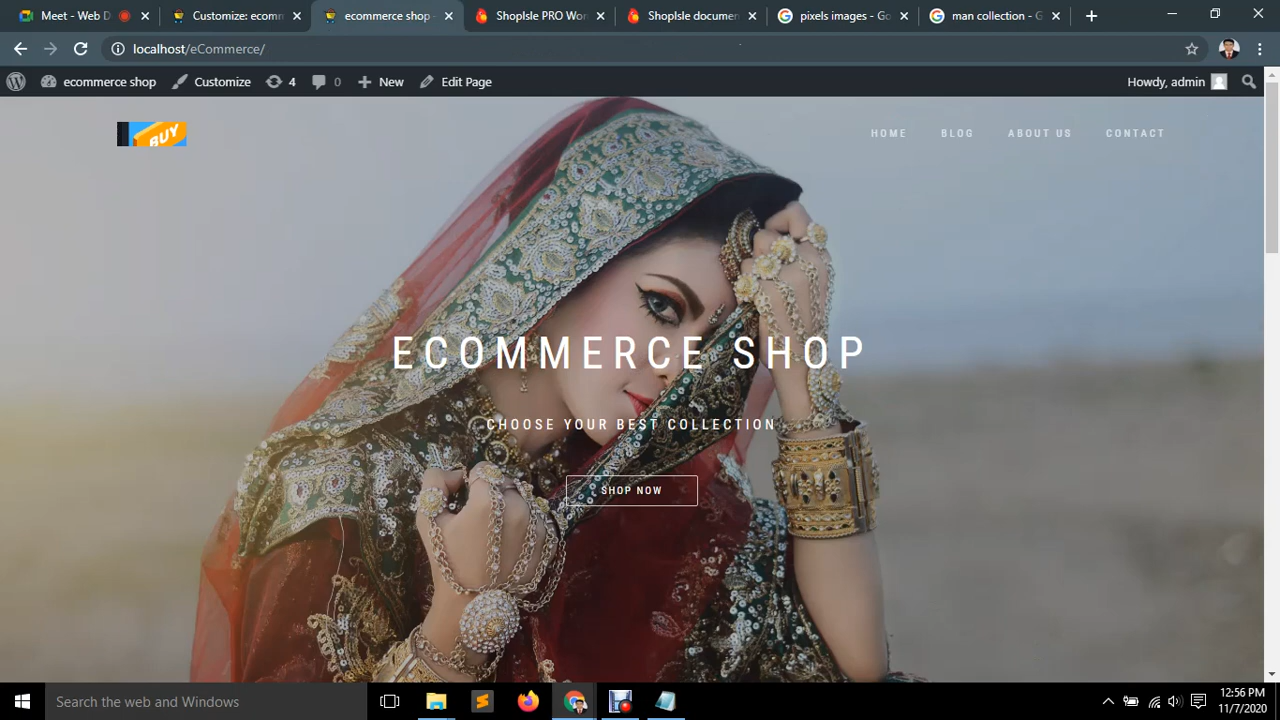 Meet - Web D
Customize: ecomm
ecommerce shop -
ShopIsle PRO Wor
ShopIsle documen
pixels images - Go
man collection - G
localhost/eCommerce/
ecommerce shop
Customize
4
0
New
Edit Page
Howdy, admin
BUY
HOME
BLOG
ABOUT US
CONTACT
ECOMMERCE SHOP
CHOOSE YOUR BEST COLLECTION
SHOP NOW
Search the web and Windows
12:56 PM
11/7/2020